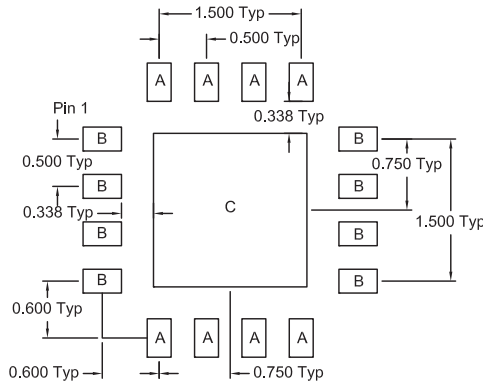 1.500 Typ
0.500 Typ
A A A A
Pin 1
0.338 Typ
B B
0.500 Typ
0.750 Typ
B B
0.338 Typ
C
1.500 Typ
B B
B B
0.600 Typ
A A A A
0.600 Typ
0.750 Typ